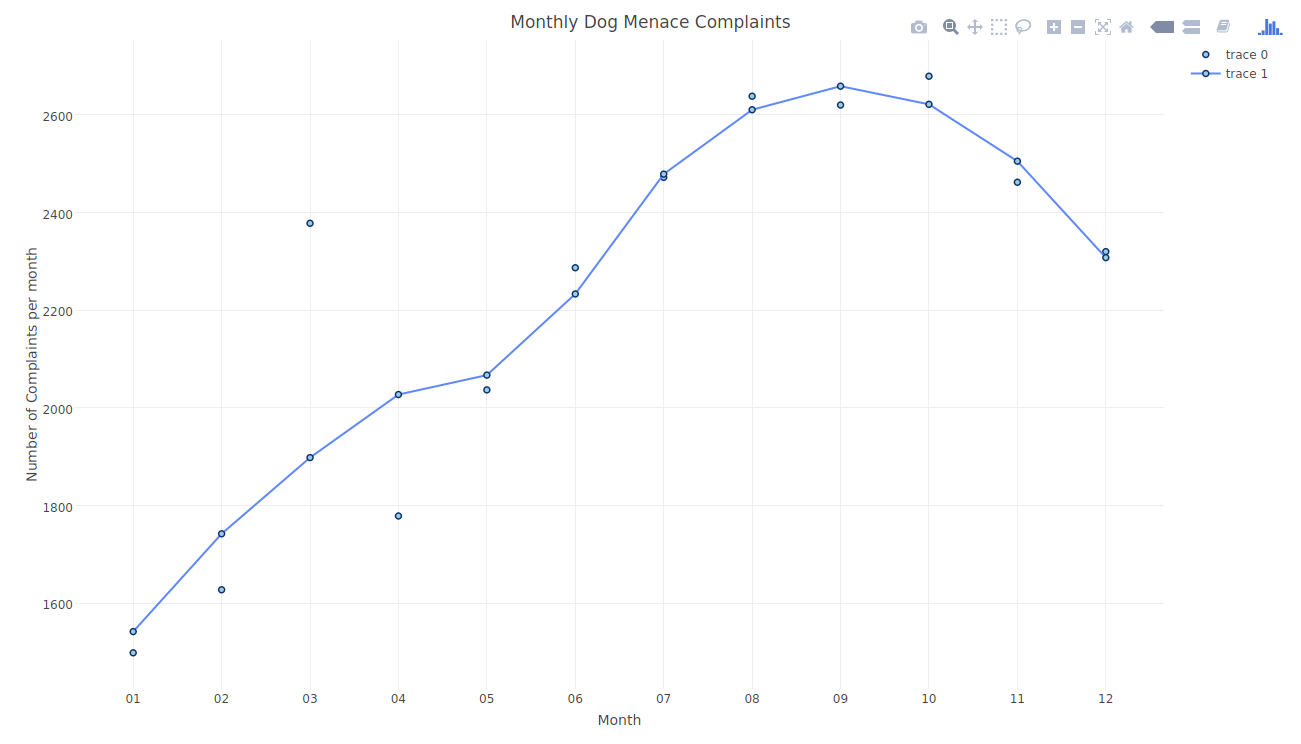 Monthly Dog Menace Complaints
trace 0
trace 1
2600
2400
2200
2000
1800
1600
Number of Complaints per month
01 02 03 04 05 06 07 08 09 10 11 12
Month